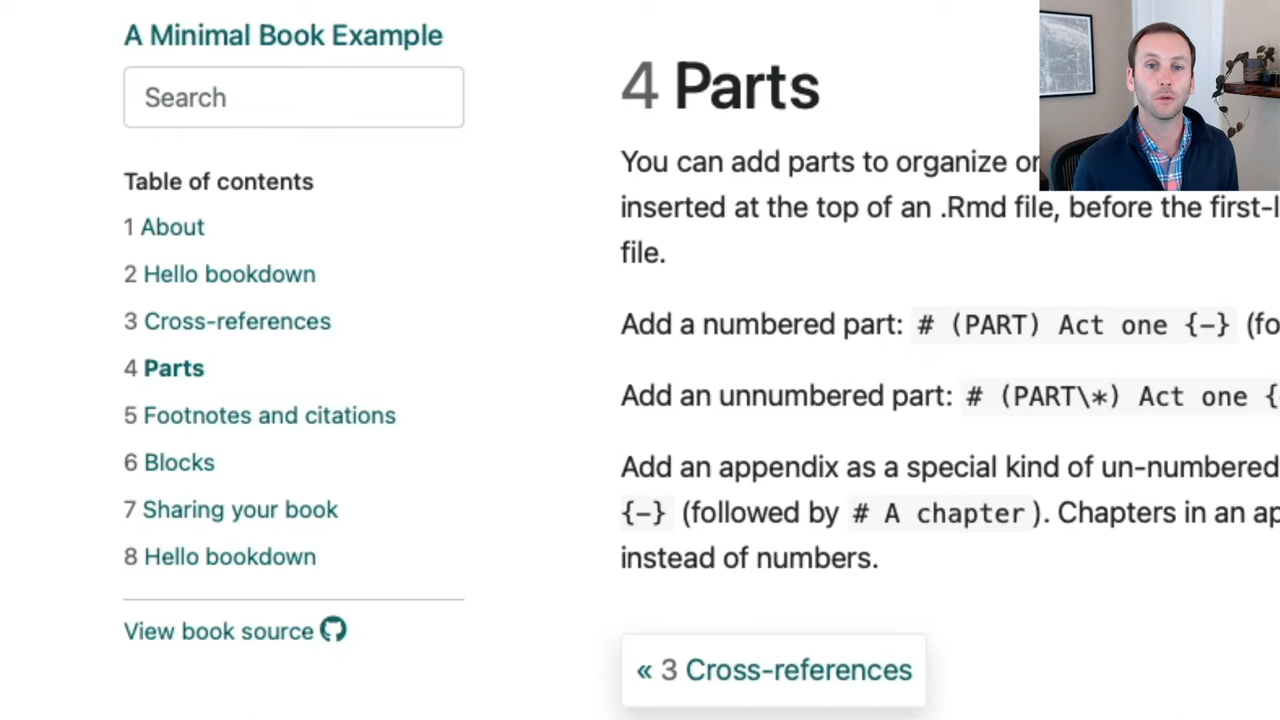 A Minimal Book Example
Search
Table of contents
1 About
2 Hello bookdown
3 Cross-references
4 Parts
5 Footnotes and citations
6 Blocks
7 Sharing your book
8 Hello bookdown
View book source
4 Parts
You can add parts to organize
inserted at the top of an .Rmd file, before the
file.
Add a numbered part: # (PART) Act one {-}
Add an unnumbered part: # (PART\*) Act one {
Add an appendix as a special kind of un-numbered
{-} (followed by # A chapter). Chapters in an
instead of numbers.
« 3 Cross-references